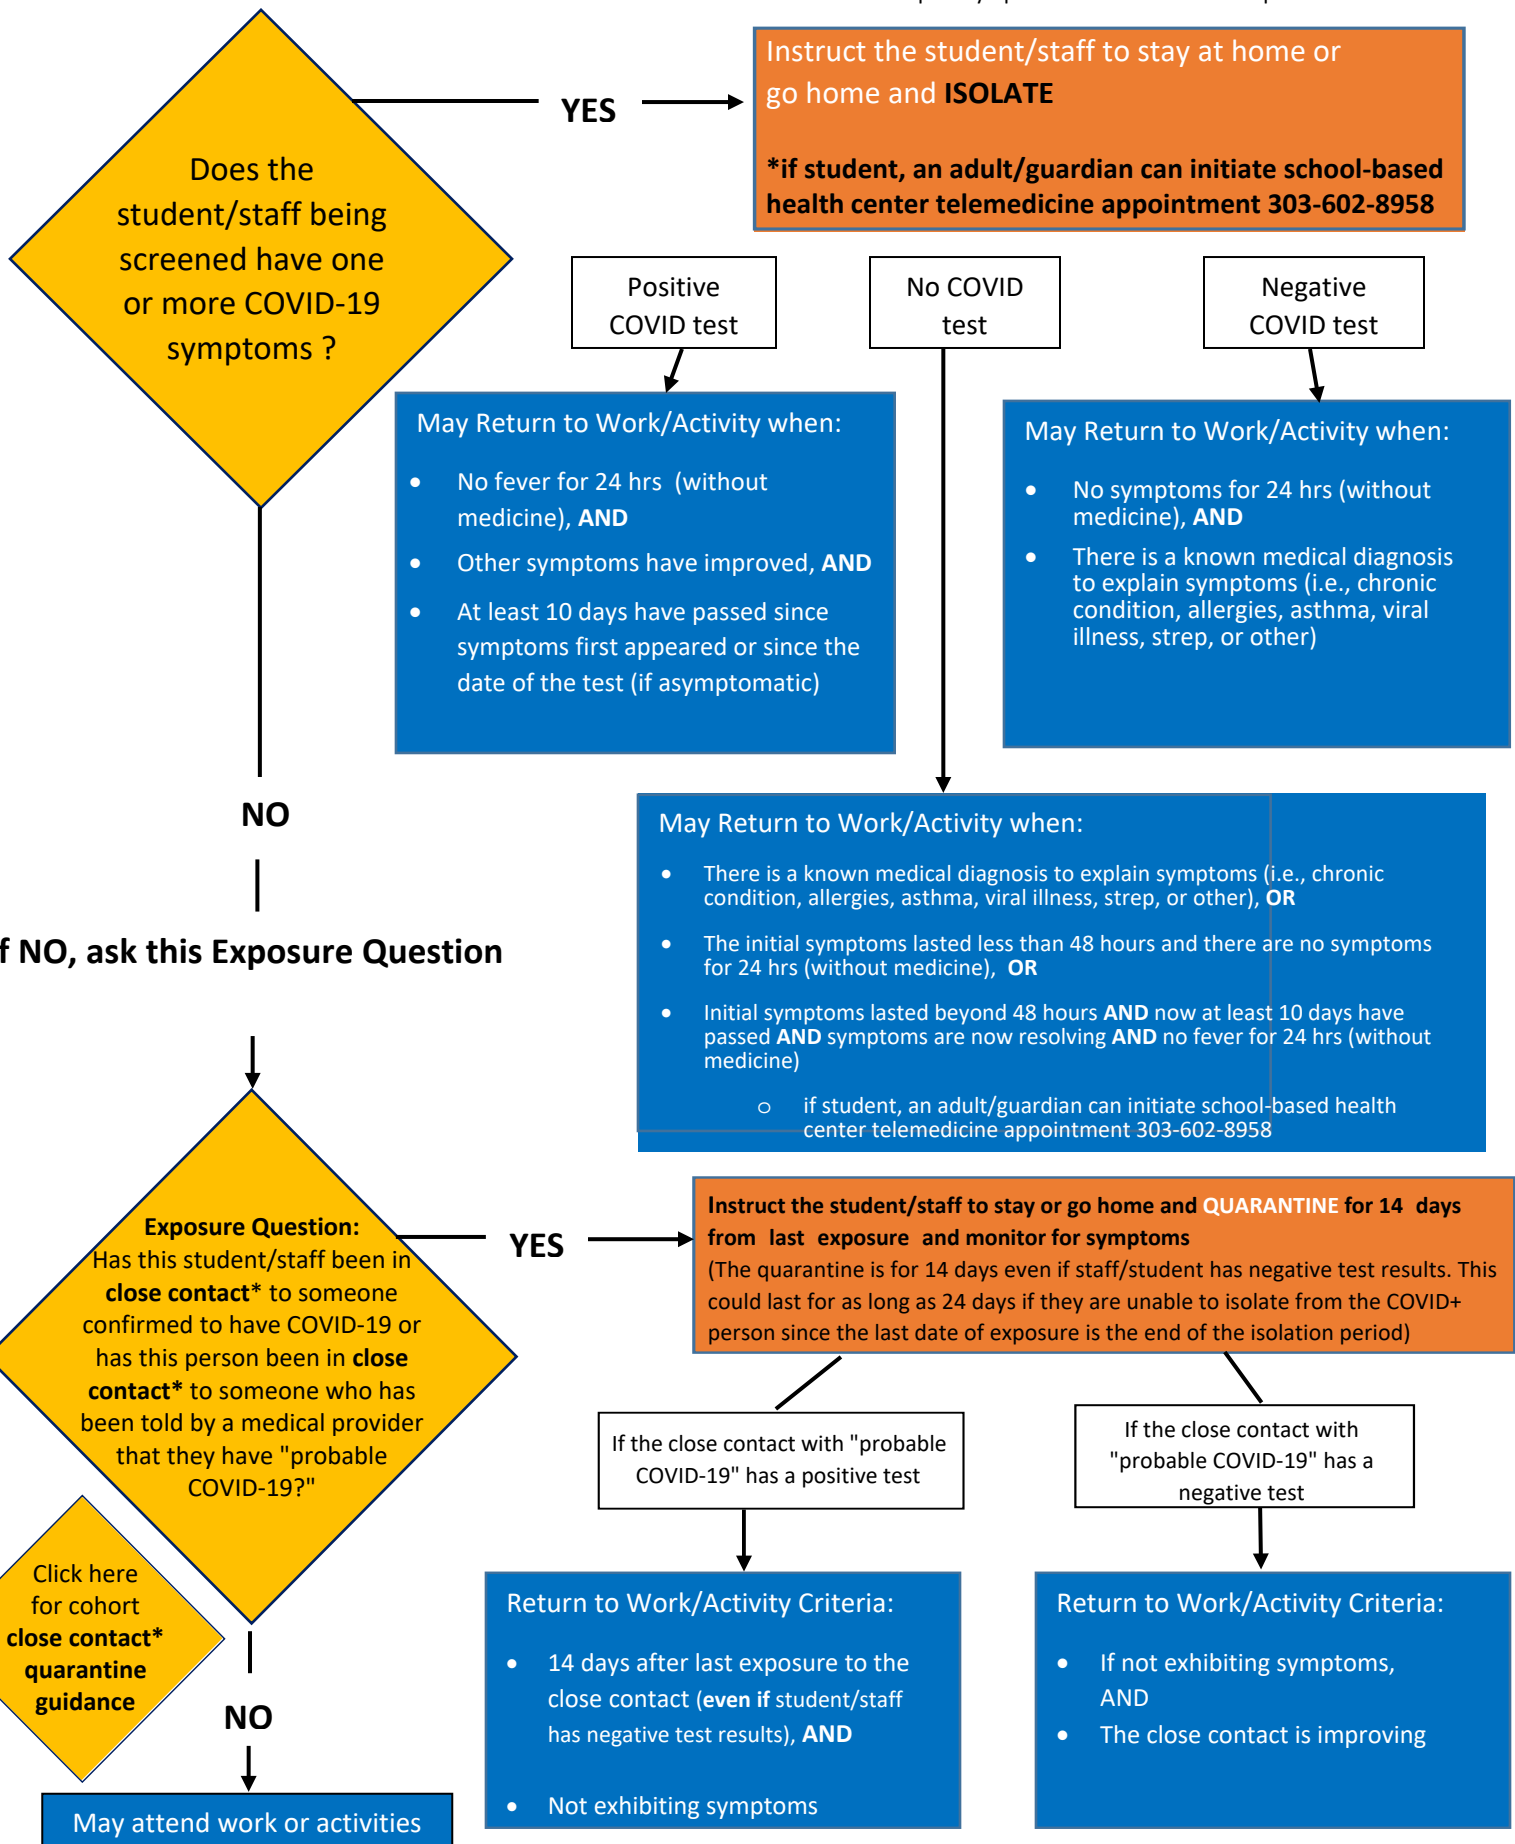 Instruct the student/staff to stay at home or
go home and ISOLATE
*if student, an adult/guardian can initiate school-based
health center telemedicine appointment 303-602-8958
YES
Does the
student/staff being
screened have one
or more COVID-19
symptoms ?
Positive
COVID test
No COVID
test
Negative
COVID test
May Return to Work/Activity when:
• No fever for 24 hrs (without
medicine), AND
• Other symptoms have improved, AND
• At least 10 days have passed since
symptoms first appeared or since the
date of the test (if asymptomatic)
May Return to Work/Activity when:
• No symptoms for 24 hrs (without
medicine), AND
• There is a known medical diagnosis
to explain symptoms (i.e., chronic
condition, allergies, asthma, viral
illness, strep, or other)
NO
May Return to Work/Activity when:
• There is a known medical diagnosis to explain symptoms (i.e., chronic
condition, allergies, asthma, viral illness, strep, or other), OR
• The initial symptoms lasted less than 48 hours and there are no symptoms
for 24 hrs (without medicine), OR
• Initial symptoms lasted beyond 48 hours AND now at least 10 days have
passed AND symptoms are now resolving AND no fever for 24 hrs (without
medicine)
o if student, an adult/guardian can initiate school-based health
center telemedicine appointment 303-602-8958
f NO, ask this Exposure Question
Exposure Question:
Has this student/staff been in
close contact* to someone
confirmed to have COVID-19 or
has this person been in close
contact* to someone who has
been told by a medical provider
that they have "probable
COVID-19?"
YES
Instruct the student/staff to stay or go home and QUARANTINE for 14 days
from last exposure and monitor for symptoms
(The quarantine is for 14 days even if staff/student has negative test results. This
could last for as long as 24 days if they are unable to isolate from the COVID+
person since the last date of exposure is the end of the isolation period)
If the close contact with "probable
COVID-19" has a positive test
If the close contact with
"probable COVID-19" has a
negative test
Click here
for cohort
close contact*
quarantine
guidance
Return to Work/Activity Criteria:
• 14 days after last exposure to the
close contact (even if student/staff
has negative test results), AND
• Not exhibiting symptoms
Return to Work/Activity Criteria:
• If not exhibiting symptoms,
AND
• The close contact is improving
NO
May attend work or activities